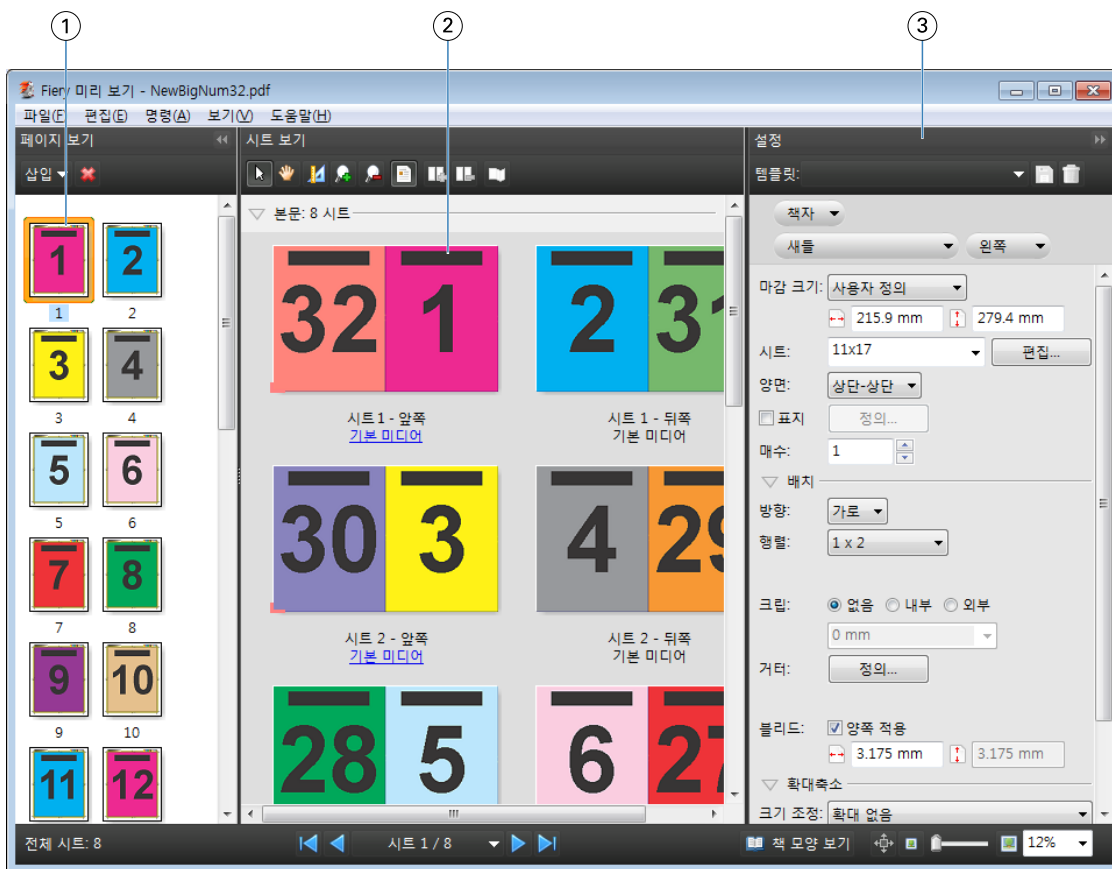 1 2 3
Fiery 미리 보기 - NewBigNum32.pdf
파일(F) 편집(E) 명령(A) 보기(V) 도움말(H)
페이지 보기
삽입
1 2
1 2
3 4
3 4
5 6
5 6
7 8
7 8
9 10
9 10
11 12
전체 시트: 8
시트 보기
본문: 8 시트
32 1 2 31
시트1 - 앞쪽 시트 1 - 뒤쪽
기본 미디어 기본 미디어
30 3 4 29
시트 2 - 앞쪽 시트 2 - 뒤쪽
기본 미디어 기본 미디어
28 5 6 27
시트 1 / 8
설정
템플릿:
책자
새들 왼쪽
마감 크기: 사용자 정의
215.9 mm 279.4 mm
시트: 11x17 편집...
양면: 상단-상단
표지 정의...
매수: 1
배치
방향: 가로
행렬: 1 x 2
크립: 없음 내부 외부
0 mm
거터: 정의...
블리드: 양쪽 적용
3.175 mm 3.175 mm
확대축소
크기 조정: 확대 없음
책 모양 보기 12%